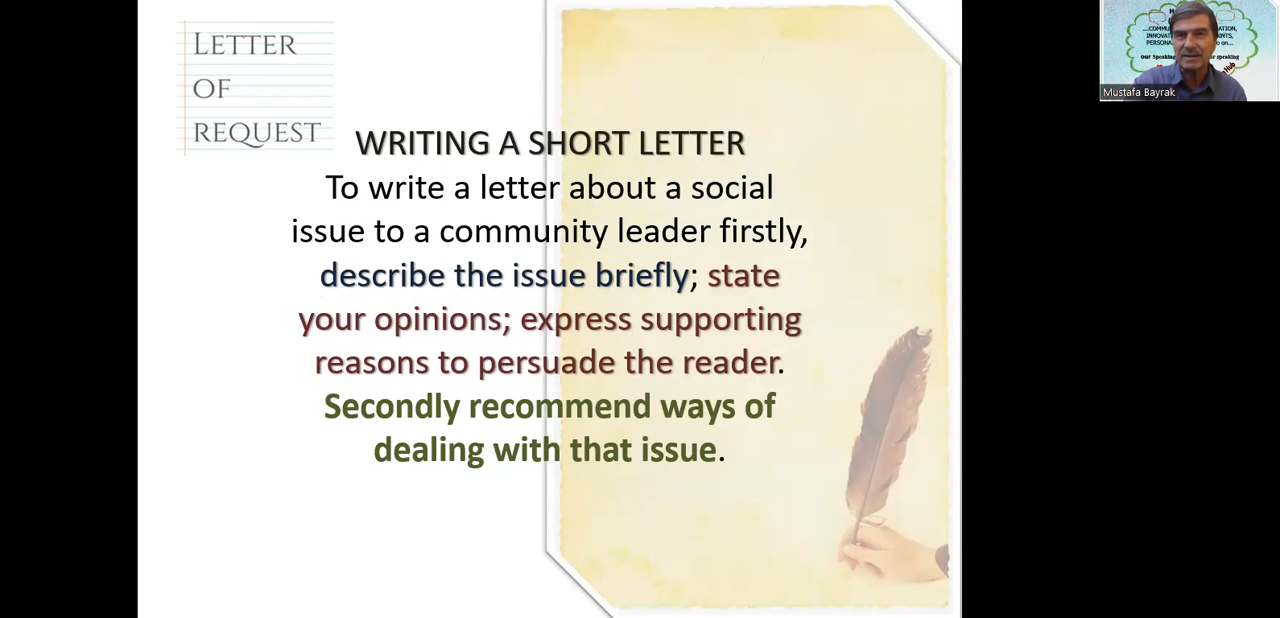 LETTER
OF
REQUEST
WRITING A SHORT LETTER
To write a letter about a social
issue to a community leader firstly,
describe the issue briefly; state
your opinions; express supporting
reasons to persuade the reader.
Secondly recommend ways of
dealing with that issue.
Mustafa Bayrak